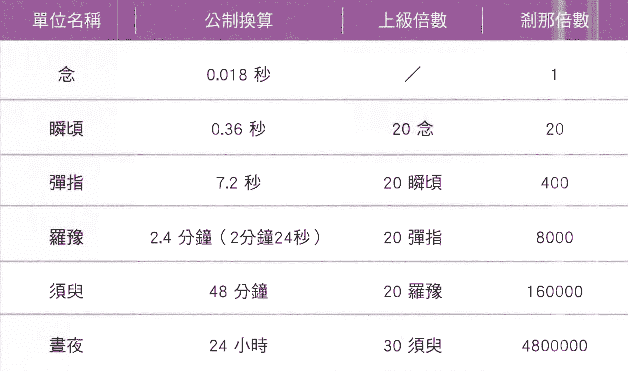 單位名稱 公制換算 上級倍數 剎那倍數
念 0.018 秒 ／ 1
瞬頃 0.36 秒 20 念 20
彈指 7.2 秒 20 瞬頃 400
羅豫 2.4 分鐘（2分鐘24秒） 20 彈指 8000
須臾 48 分鐘 20 羅豫 160000
晝夜 24 小時 30 須臾 4800000